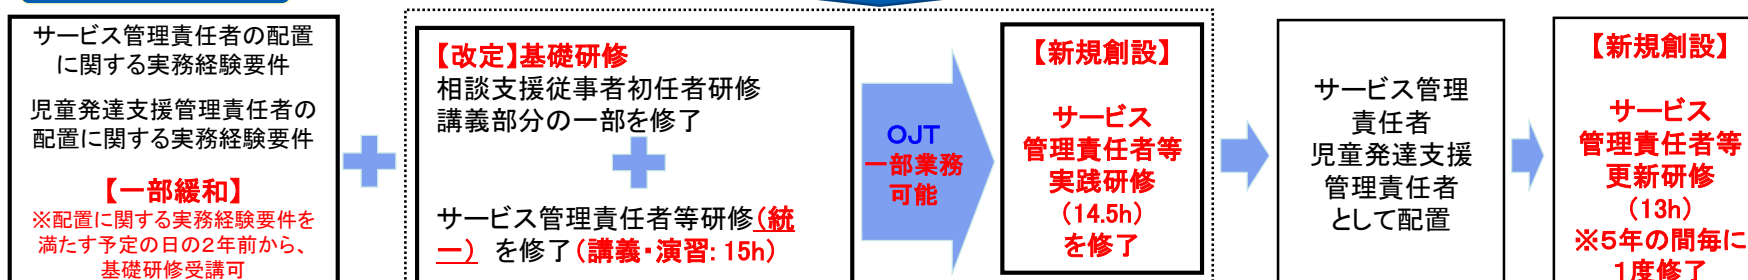 サービス管理責任者の配置
に関する実務経験要件
児童発達支援管理責任者の
配置に関する実務経験要件
【一部緩和】
※配置に関する実務経験要件を
満たす予定の日の2年前から、
基礎研修受講可
【改定】基礎研修
相談支援従事者初任者研修
講義部分の一部を修了
サービス管理責任者等研修(統
一) を修了(講義・演習: 15h)
OJT
一部業務
可能
【新規創設】
サービス
管理責任者等
実践研修
(14.5h)
を修了
サービス管理
責任者
児童発達支援
管理責任者
として配置
【新規創設】
サービス
管理責任者等
更新研修
(13h)
※5年の間毎に
1度修了